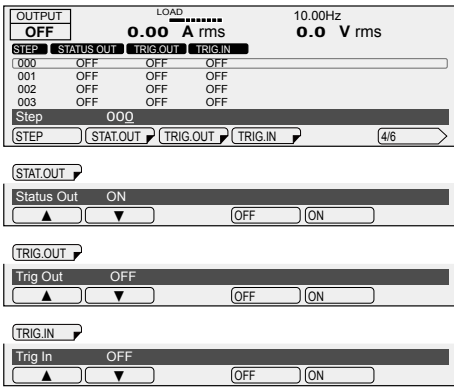 OUTPUT LOAD 10.00Hz
OFF 0.00 A rms 0.0 V rms
STEP STATUS OUT TRIG.OUT TRIG.IN
000 OFF OFF OFF
001 OFF OFF OFF
002 OFF OFF OFF
003 OFF OFF OFF
Step 000
STEP STAT.OUT TRIG.OUT TRIG.IN 4/6
STAT.OUT
Status Out ON
▲ ▼ OFF ON
TRIG.OUT
Trig Out OFF
▲ ▼ OFF ON
TRIG.IN
Trig In OFF
▲ ▼ OFF ON